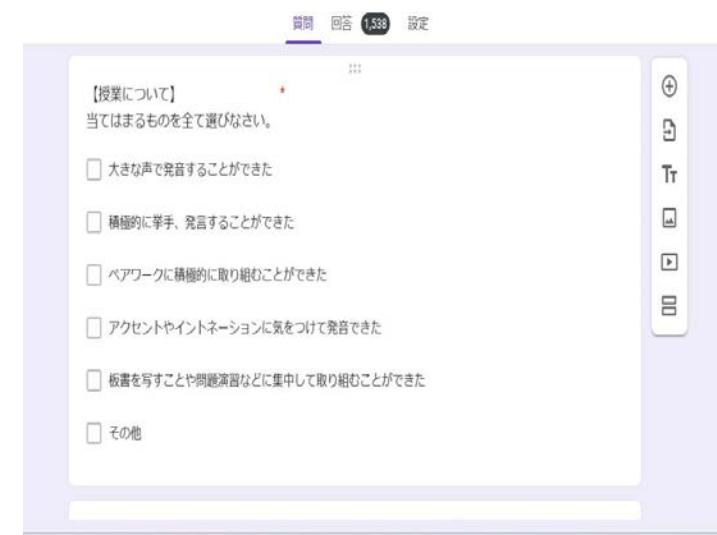 質問 回答 1,538 設定
【授業について】 *
当てはまるものを全て選びなさい。
大きな声で発音することができた
積極的に挙手、発言することができた
ペアワークに積極的に取り組むことができた
アクセントやイントネーションに気をつけて発音できた
板書を写すことや問題演習などに集中して取り組むことができた
その他
Tт